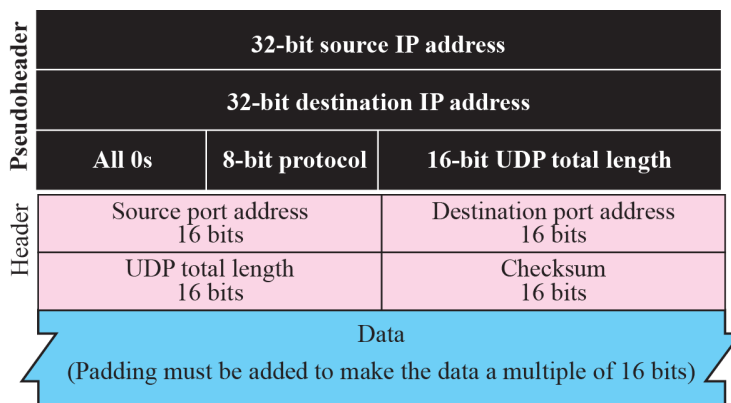 Pseudoheader
32-bit source IP address
32-bit destination IP address
All 0s
8-bit protocol
16-bit UDP total length
Header
Source port address
16 bits
Destination port address
16 bits
UDP total length
16 bits
Checksum
16 bits
Data
(Padding must be added to make the data a multiple of 16 bits)